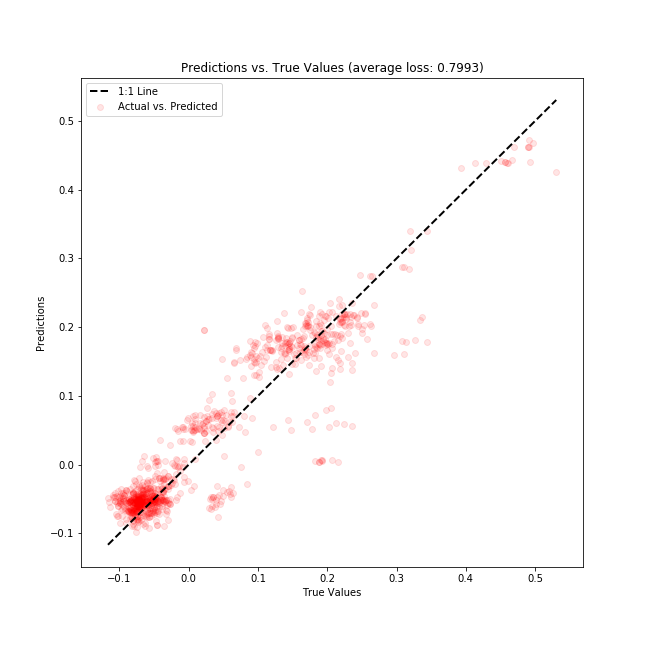 Predictions vs. True Values (average loss: 0.7993)
1:1 Line
Actual vs. Predicted
0.5
0.4
0.3
0.2
0.1
0.0
−0.1
Predictions
−0.1 0.0 0.1 0.2 0.3 0.4 0.5
True Values